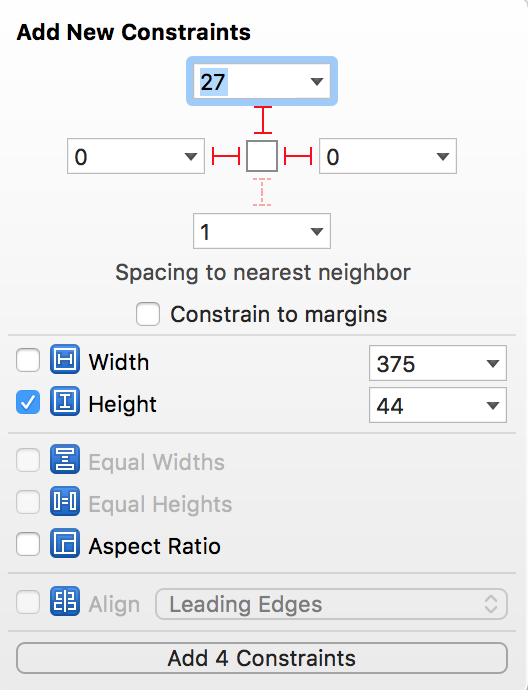 Add New Constraints
27
0
0
1
Spacing to nearest neighbor
Constrain to margins
Width 375
Height 44
Equal Widths
Equal Heights
Aspect Ratio
Align Leading Edges
Add 4 Constraints